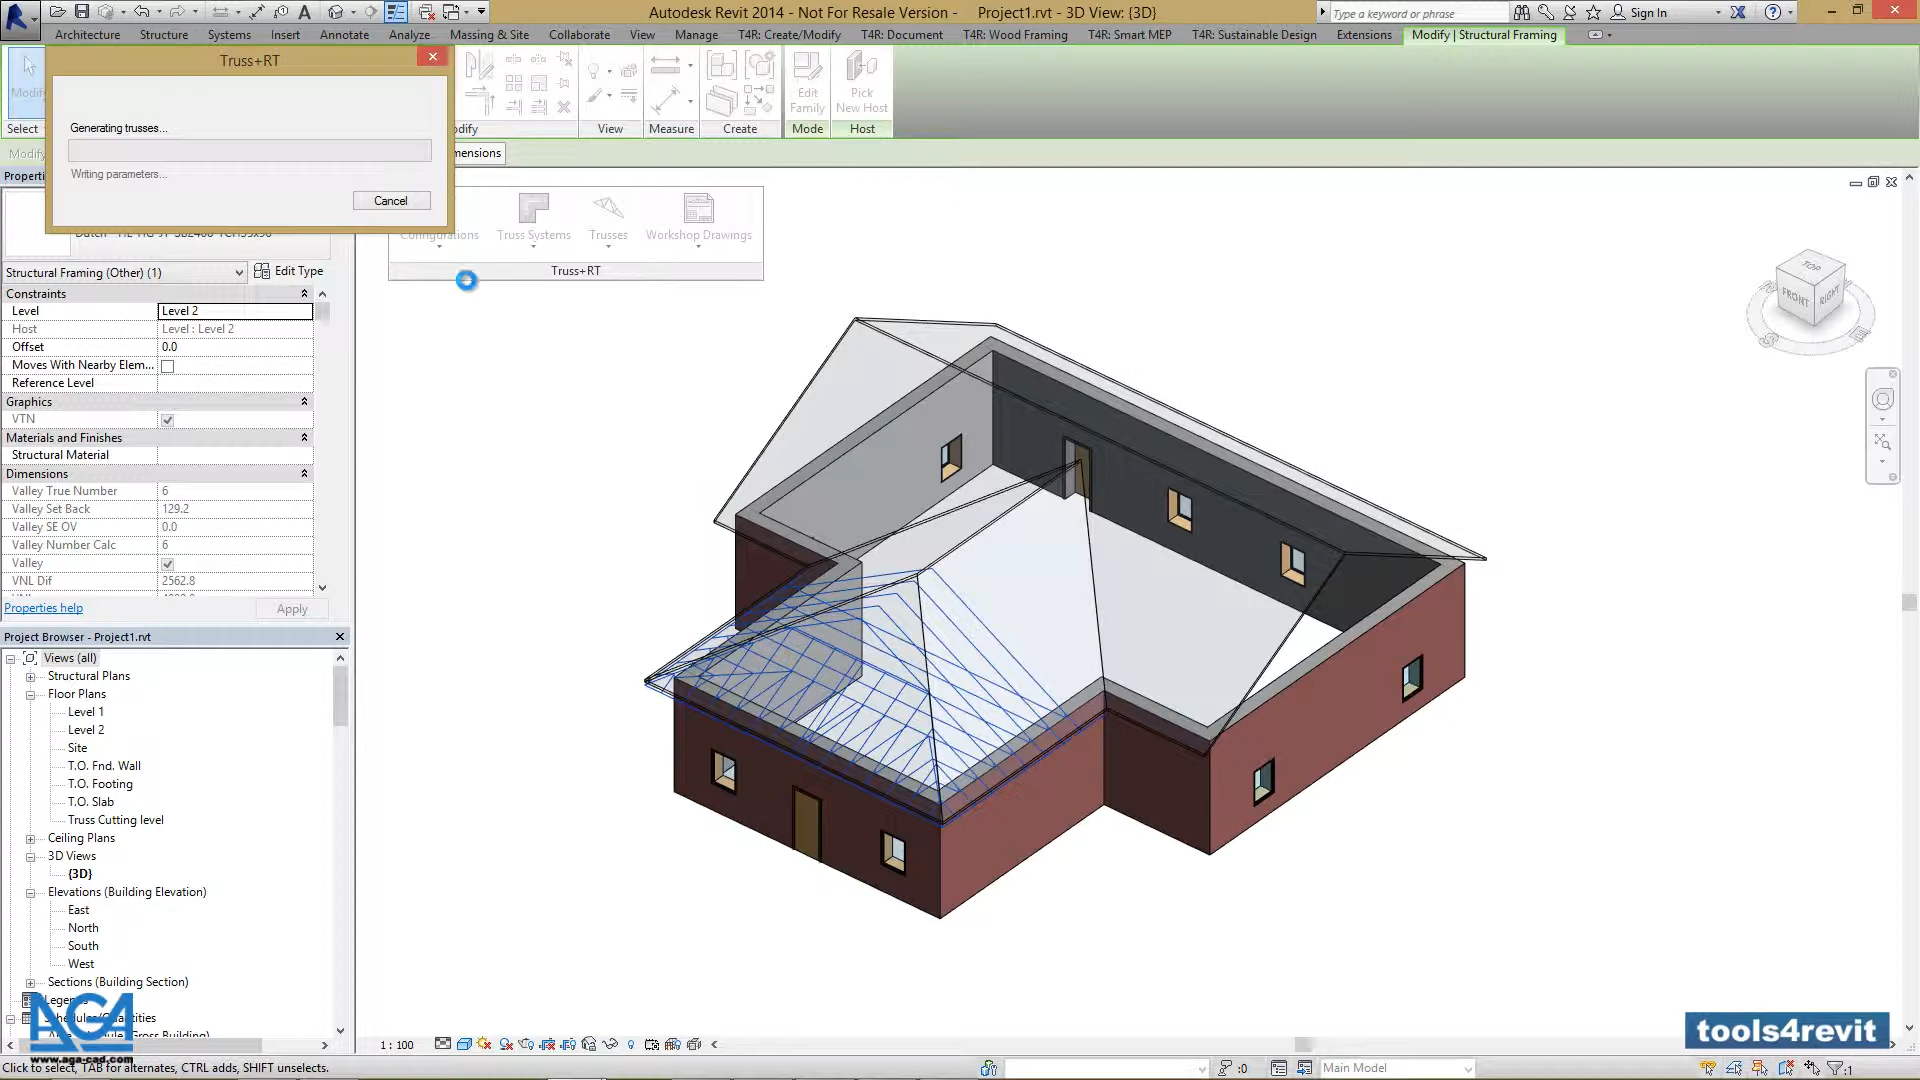 Autodesk Revit 2014 - Not For Resale Version - Project1.rvt - 3D View: {3D}
Type a keyword or phrase
Sign In
Architecture Structure Systems Insert Annotate Analyze Massing & Site Collaborate View Manage T4R: Create/Modify T4R: Document T4R: Wood Framing T4R: Smart MEP T4R: Sustainable Design Extensions Modify | Structural Framing
Truss+RT
Generating trusses...
Writing parameters...
Cancel
Modify
Edit Family
Pick New Host
Select
View Measure Create Mode Host
Configurations Truss Systems Trusses Workshop Drawings
Truss+RT
Structural Framing (Other) (1)
Edit Type
Constraints
Level Level 2
Host Level : Level 2
Offset 0.0
Moves With Nearby Elem...
Reference Level
Graphics
VTN
Materials and Finishes
Structural Material
Dimensions
Valley True Number 6
Valley Set Back 129.2
Valley SE OV 0.0
Valley Number Calc 6
Valley
VNL Dif 2562.8
Properties help
Apply
Project Browser - Project1.rvt
Views (all)
Structural Plans
Floor Plans
Level 1
Level 2
Site
T.O. Fnd. Wall
T.O. Footing
T.O. Slab
Truss Cutting level
Ceiling Plans
3D Views
{3D}
Elevations (Building Elevation)
East
North
South
West
Sections (Building Section)
AGA
www.aga-cad.com
TOP
FRONT
RIGHT
S
E
tools4revit
1 : 100
Click to select, TAB for alternates, CTRL adds, SHIFT unselects.
:0
Main Model
:1